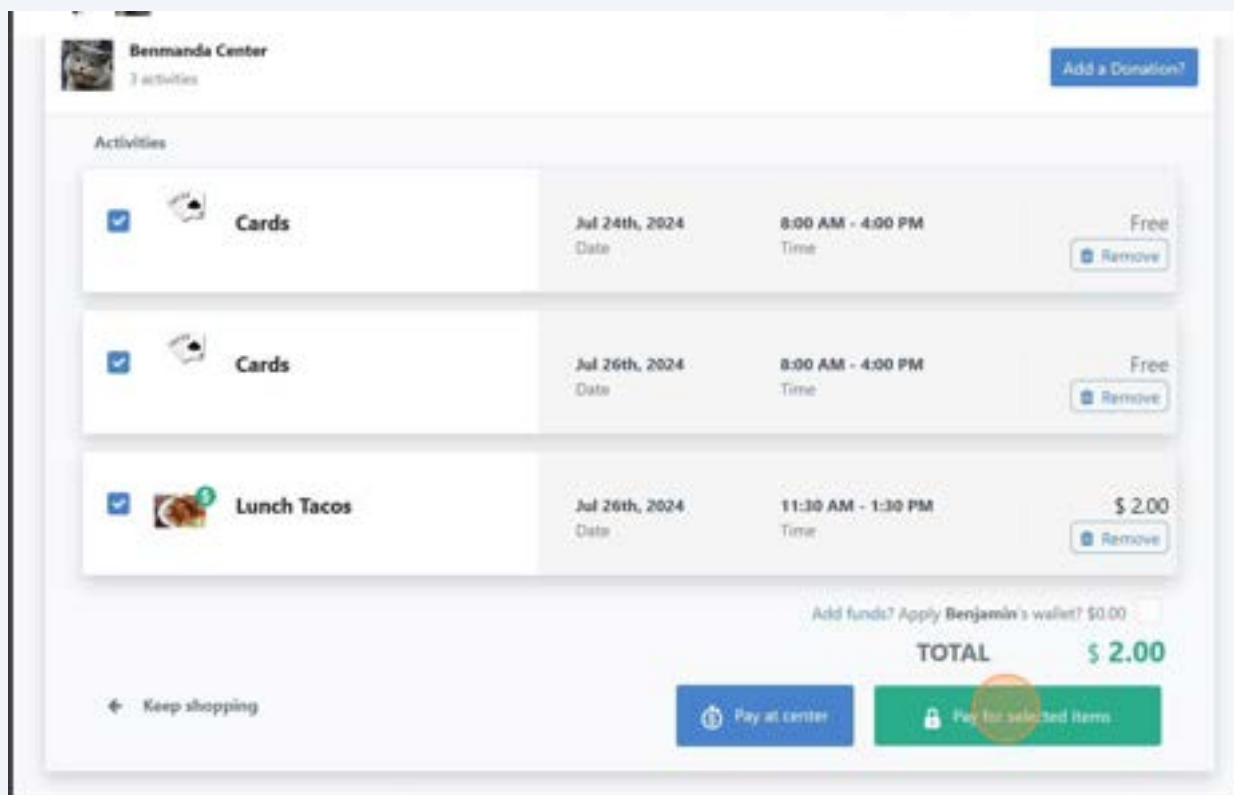 Benmanda Center
3 activities
Add a Donation?
Activities
Cards
Jul 24th, 2024
Date
8:00 AM - 4:00 PM
Time
Free
Remove
Cards
Jul 26th, 2024
Date
8:00 AM - 4:00 PM
Time
Free
Remove
$
Lunch Tacos
Jul 26th, 2024
Date
11:30 AM - 1:30 PM
Time
$ 2.00
Remove
Add funds? Apply Benjamin's wallet? $0.00
TOTAL $ 2.00
Keep shopping
Pay at center
Pay for selected items